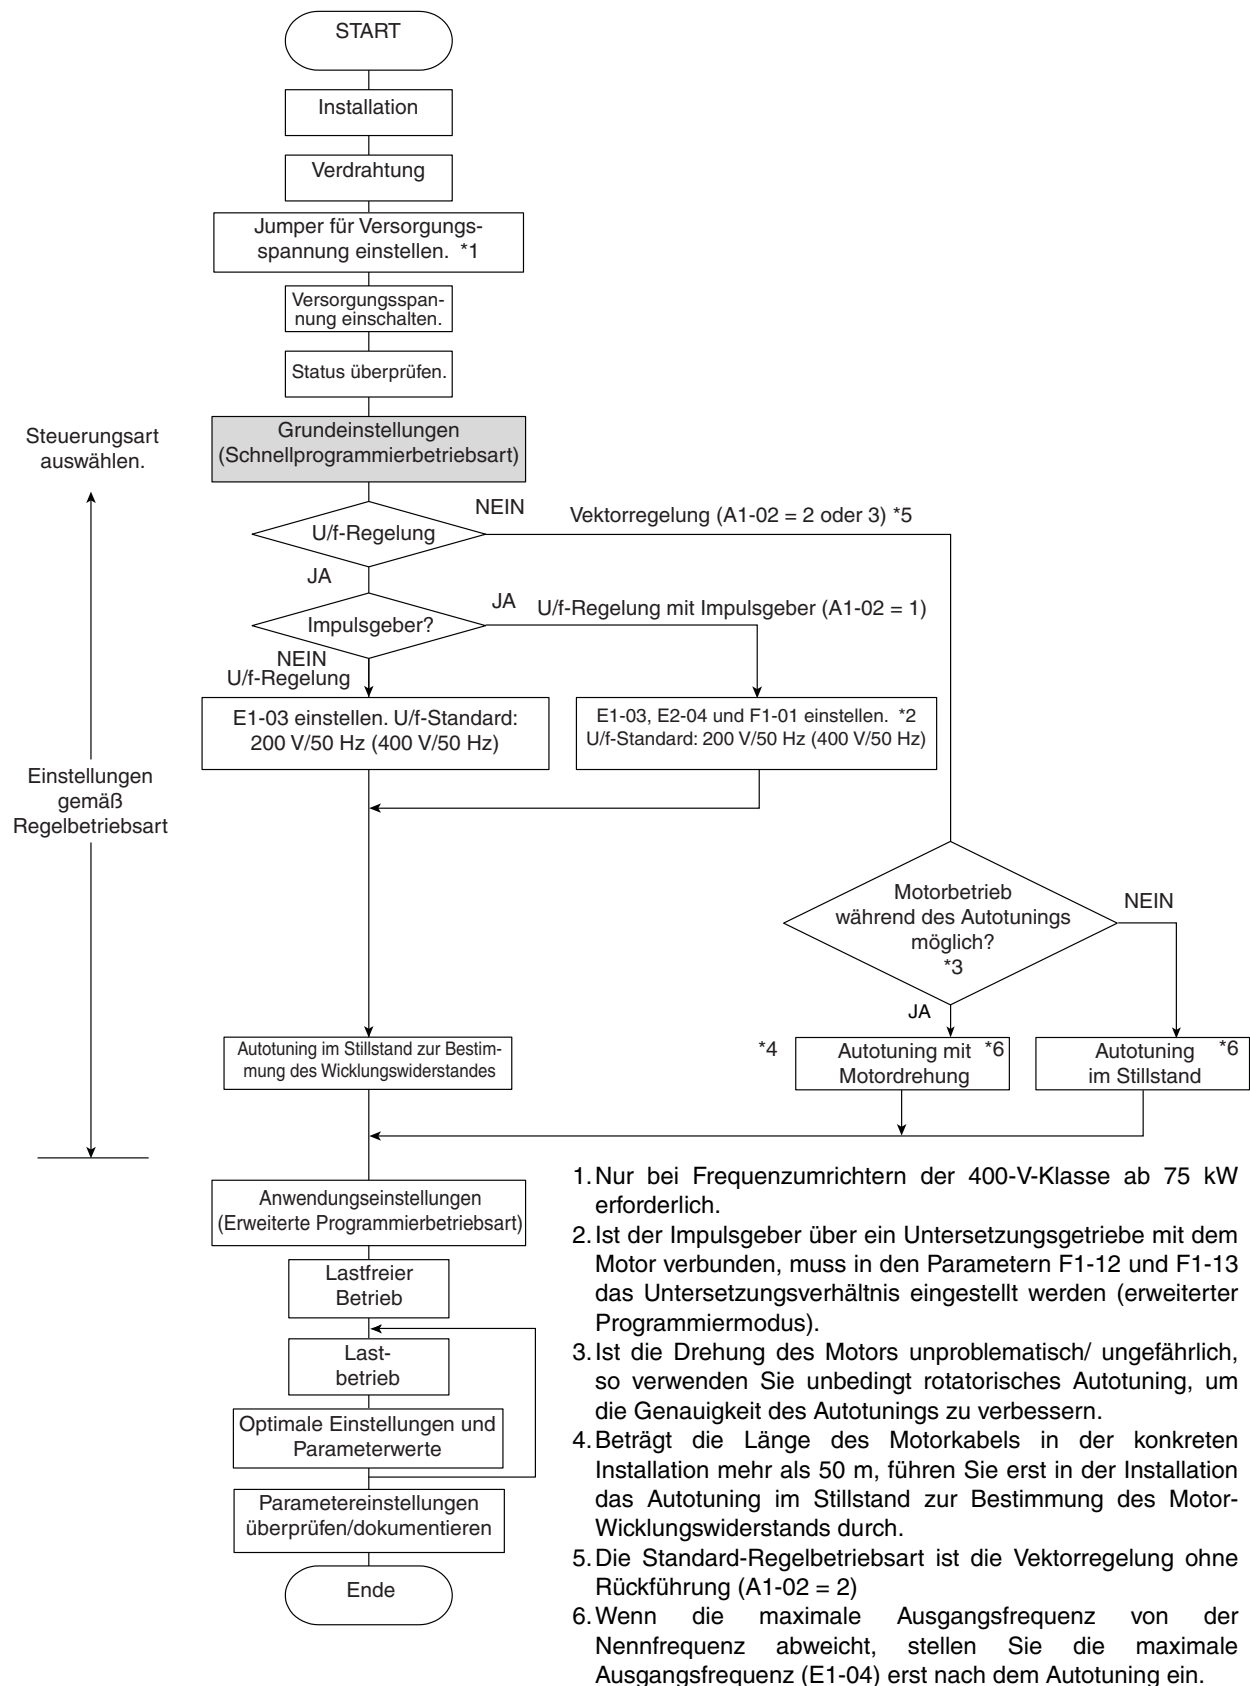 START
Installation
Verdrahtung
Jumper für Versorgungs-
spannung einstellen. *1
Versorgungsspan-
nung einschalten.
Status überprüfen.
Steuerungsart
auswählen.
Grundeinstellungen
(Schnellprogrammierbetriebsart)
NEIN
Vektorregelung (A1-02 = 2 oder 3) *5
U/f-Regelung
JA
JA
U/f-Regelung mit Impulsgeber (A1-02 = 1)
Impulsgeber?
NEIN
U/f-Regelung
E1-03 einstellen. U/f-Standard:
200 V/50 Hz (400 V/50 Hz)
E1-03, E2-04 und F1-01 einstellen. *2
U/f-Standard: 200 V/50 Hz (400 V/50 Hz)
Einstellungen
gemäß
Regelbetriebsart
Motorbetrieb
während des Autotunings
möglich?
*3
NEIN
JA
Autotuning im Stillstand zur Bestim-
mung des Wicklungswiderstandes
*4
Autotuning mit *6
Motordrehung
Autotuning *6
im Stillstand
Anwendungseinstellungen
(Erweiterte Programmierbetriebsart)
Lastfreier
Betrieb
Last-
betrieb
Optimale Einstellungen und
Parameterwerte
Parametereinstellungen
überprüfen/dokumentieren
Ende
1. Nur bei Frequenzumrichtern der 400-V-Klasse ab 75 kW
erforderlich.
2. Ist der Impulsgeber über ein Untersetzungsgetriebe mit dem
Motor verbunden, muss in den Parametern F1-12 und F1-13
das Untersetzungsverhältnis eingestellt werden (erweiterter
Programmiermodus).
3. Ist die Drehung des Motors unproblematisch/ ungefährlich,
so verwenden Sie unbedingt rotatorisches Autotuning, um
die Genauigkeit des Autotunings zu verbessern.
4. Beträgt die Länge des Motorkabels in der konkreten
Installation mehr als 50 m, führen Sie erst in der Installation
das Autotuning im Stillstand zur Bestimmung des Motor-
Wicklungswiderstands durch.
5. Die Standard-Regelbetriebsart ist die Vektorregelung ohne
Rückführung (A1-02 = 2)
6. Wenn die maximale Ausgangsfrequenz von der
Nennfrequenz abweicht, stellen Sie die maximale
Ausgangsfrequenz (E1-04) erst nach dem Autotuning ein.